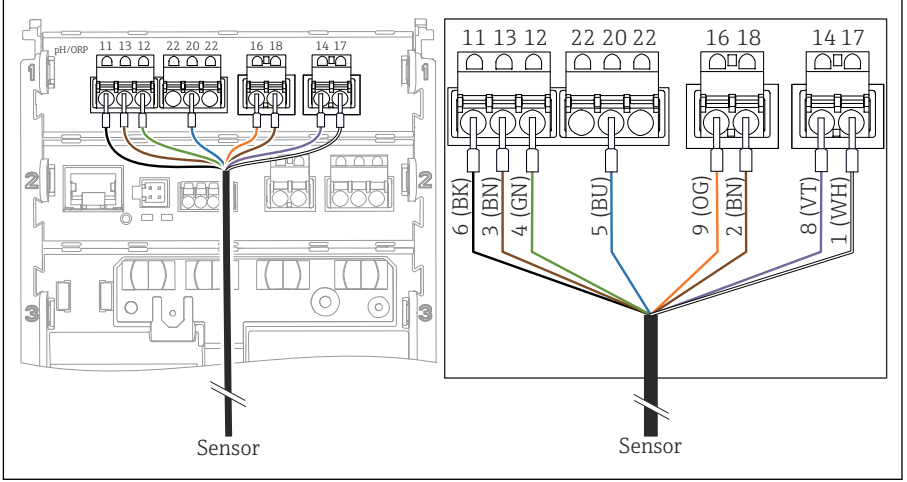 pH/ORP 11 13 12 22 20 22 16 18 14 17
1 1
2 2
3 3
Sensor
11 13 12 22 20 22 16 18 14 17
6 (BK) 3 (BN) 4 (GN) 5 (BU) 9 (OG) 2 (BN) 8 (VT) 1 (WH)
Sensor